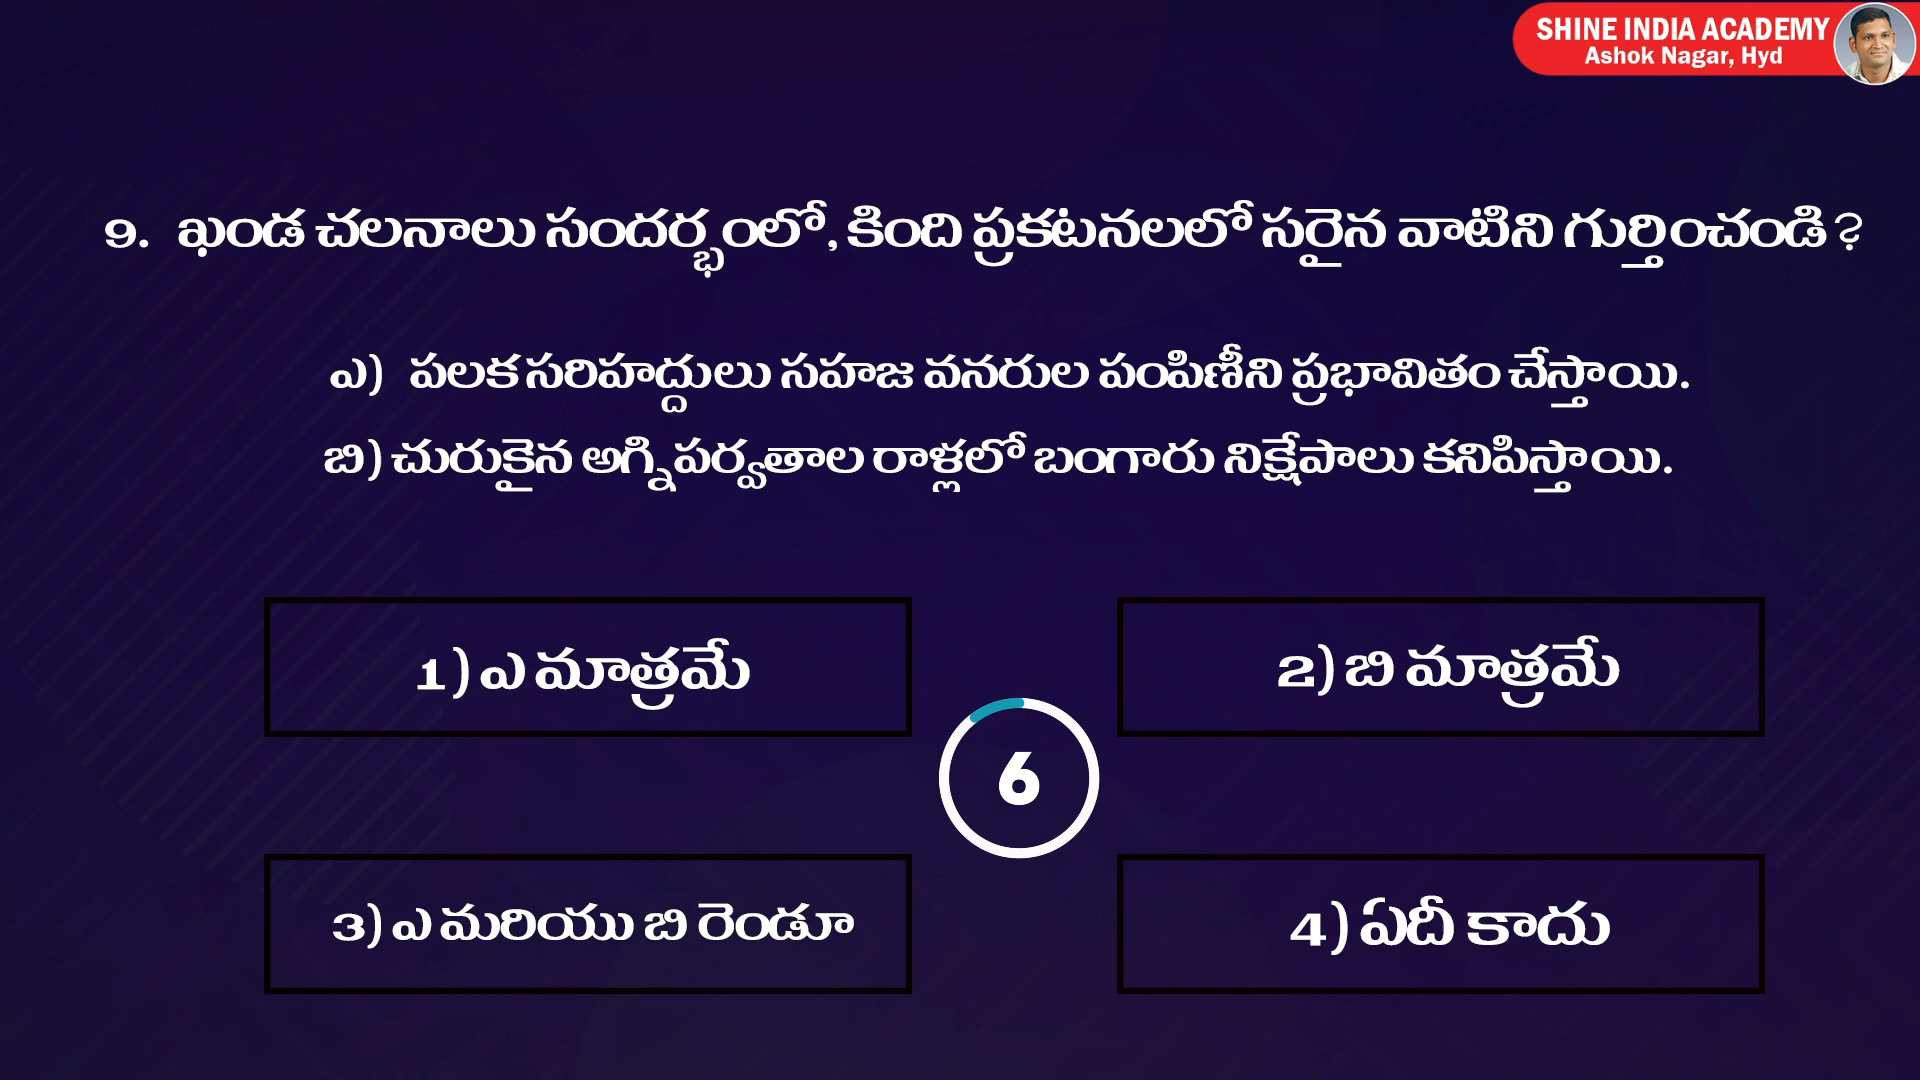 SHINE INDIA ACADEMY
Ashok Nagar, Hyd
9. ఖండ చలనాలు సందర్భంలో, కింది ప్రకటనలలో సరైన వాటిని గుర్తించండి?
ఎ) పలక సరిహద్దులు సహజ వనరుల పంపిణీని ప్రభావితం చేస్తాయి.
బి) చురుకైన అగ్నిపర్వతాల రాళ్లలో బంగారు నిక్షేపాలు కనిపిస్తాయి.
1) ఎ మాత్రమే
2) బి మాత్రమే
6
3) ఎ మరియు బి రెండూ
4) ఏదీ కాదు